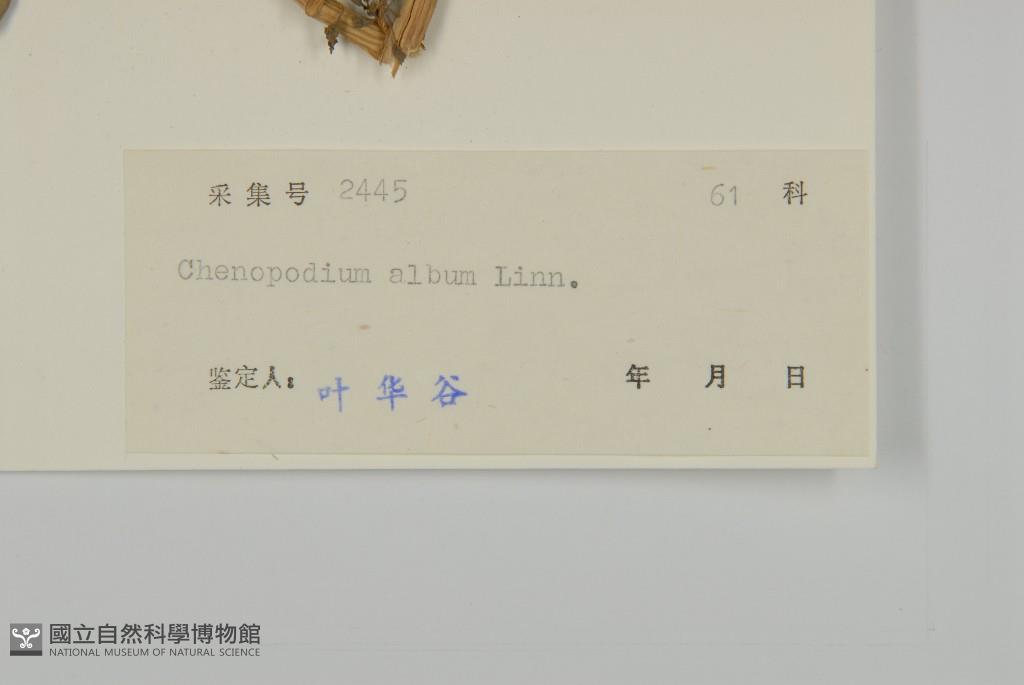 采集号 2445 61 科
Chenopodium album Linn.
鉴定人: 叶华谷 年 月 日
國立自然科學博物館
NATIONAL MUSEUM OF NATURAL SCIENCE